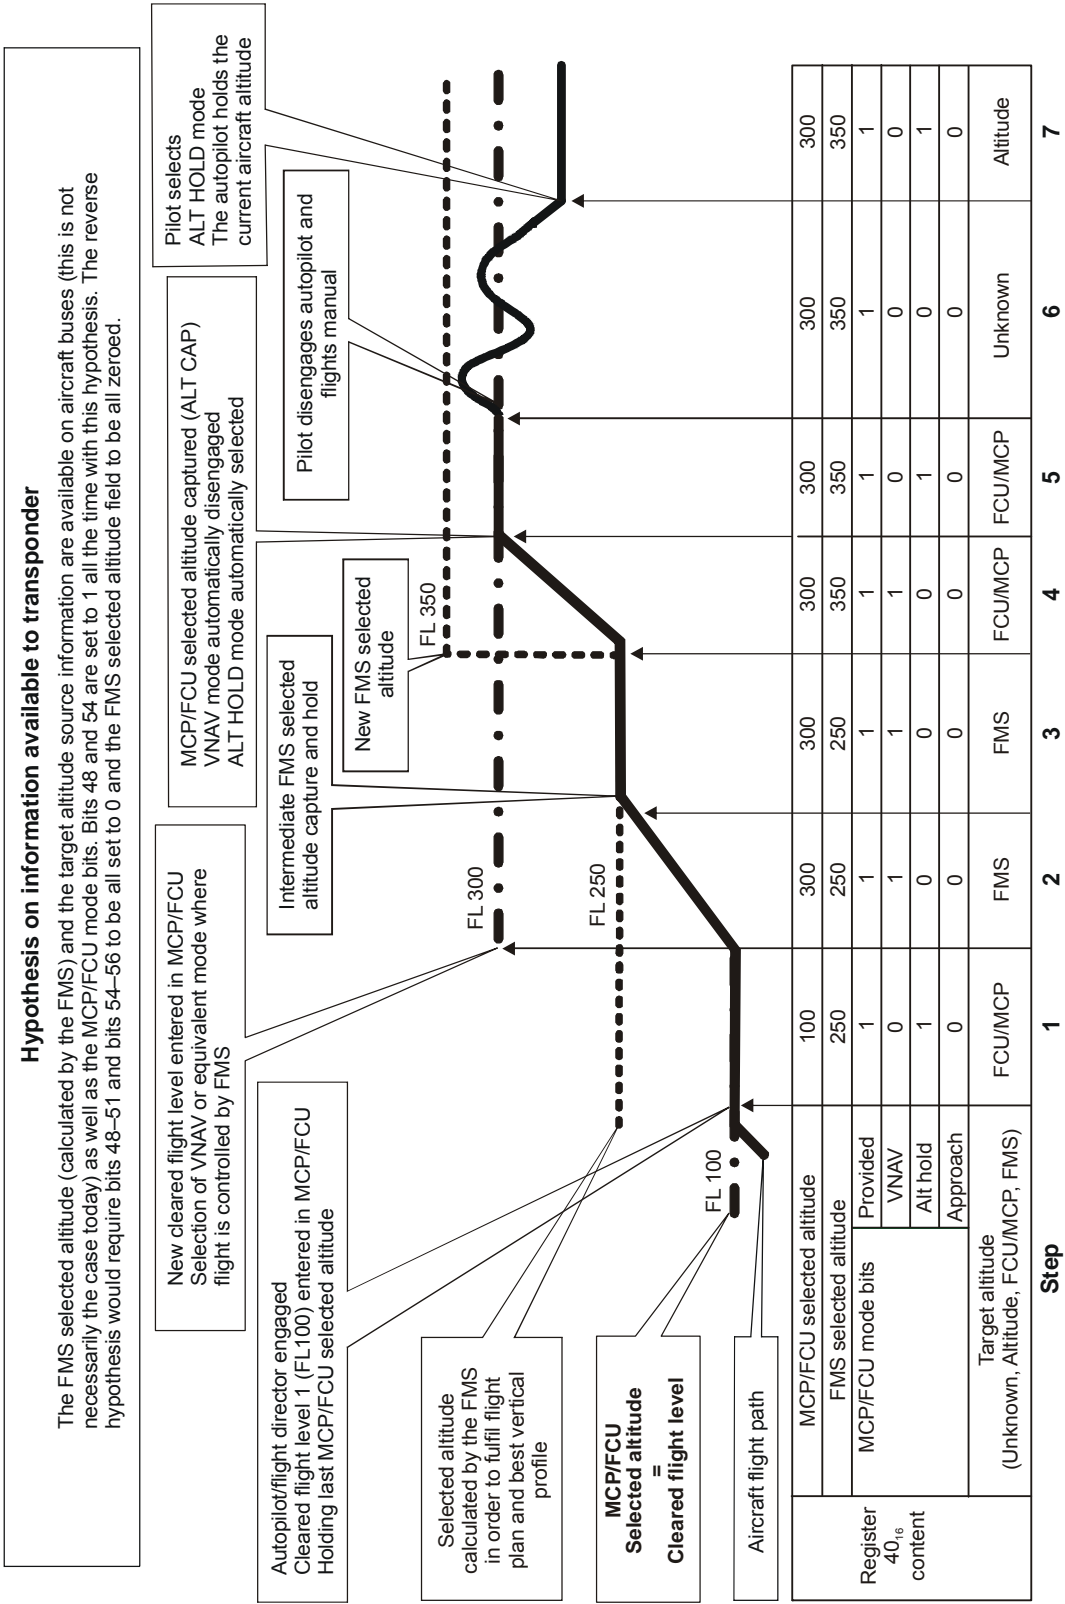 Hypothesis on information available to transponder
The FMS selected altitude (calculated by the FMS) and the target altitude source information are available on aircraft buses (this is not
necessarily the case today) as well as the MCP/FCU mode bits. Bits 48 and 54 are set to 1 all the time with this hypothesis. The reverse
hypothesis would require bits 48–51 and bits 54–56 to be all set to 0 and the FMS selected altitude field to be all zeroed.
New cleared flight level entered in MCP/FCU
Selection of VNAV or equivalent mode where
flight is controlled by FMS
MCP/FCU selected altitude captured (ALT CAP)
VNAV mode automatically disengaged
ALT HOLD mode automatically selected
Pilot selects
ALT HOLD mode
The autopilot holds the
current aircraft altitude
Autopilot/flight director engaged
Cleared flight level 1 (FL100) entered in MCP/FCU
Holding last MCP/FCU selected altitude
Intermediate FMS selected
altitude capture and hold
Pilot disengages autopilot and
flights manual
New FMS selected
altitude
FL 350
FL 300
FL 250
FL 100
Selected altitude
calculated by the FMS
in order to fulfil flight
plan and best vertical
profile
MCP/FCU
Selected altitude
=
Cleared flight level
Aircraft flight path
Register
40₁₆
content
MCP/FCU selected altitude 100 300 300 300 300 300 300
FMS selected altitude 250 250 250 350 350 350 350
MCP/FCU mode bits
Provided 1 1 1 1 1 1 1
VNAV 0 1 1 1 0 0 0
Alt hold 1 0 0 0 1 0 1
Approach 0 0 0 0 0 0 0
Target altitude
(Unknown, Altitude, FCU/MCP, FMS)
FCU/MCP FMS FMS FCU/MCP FCU/MCP Unknown Altitude
Step 1 2 3 4 5 6 7